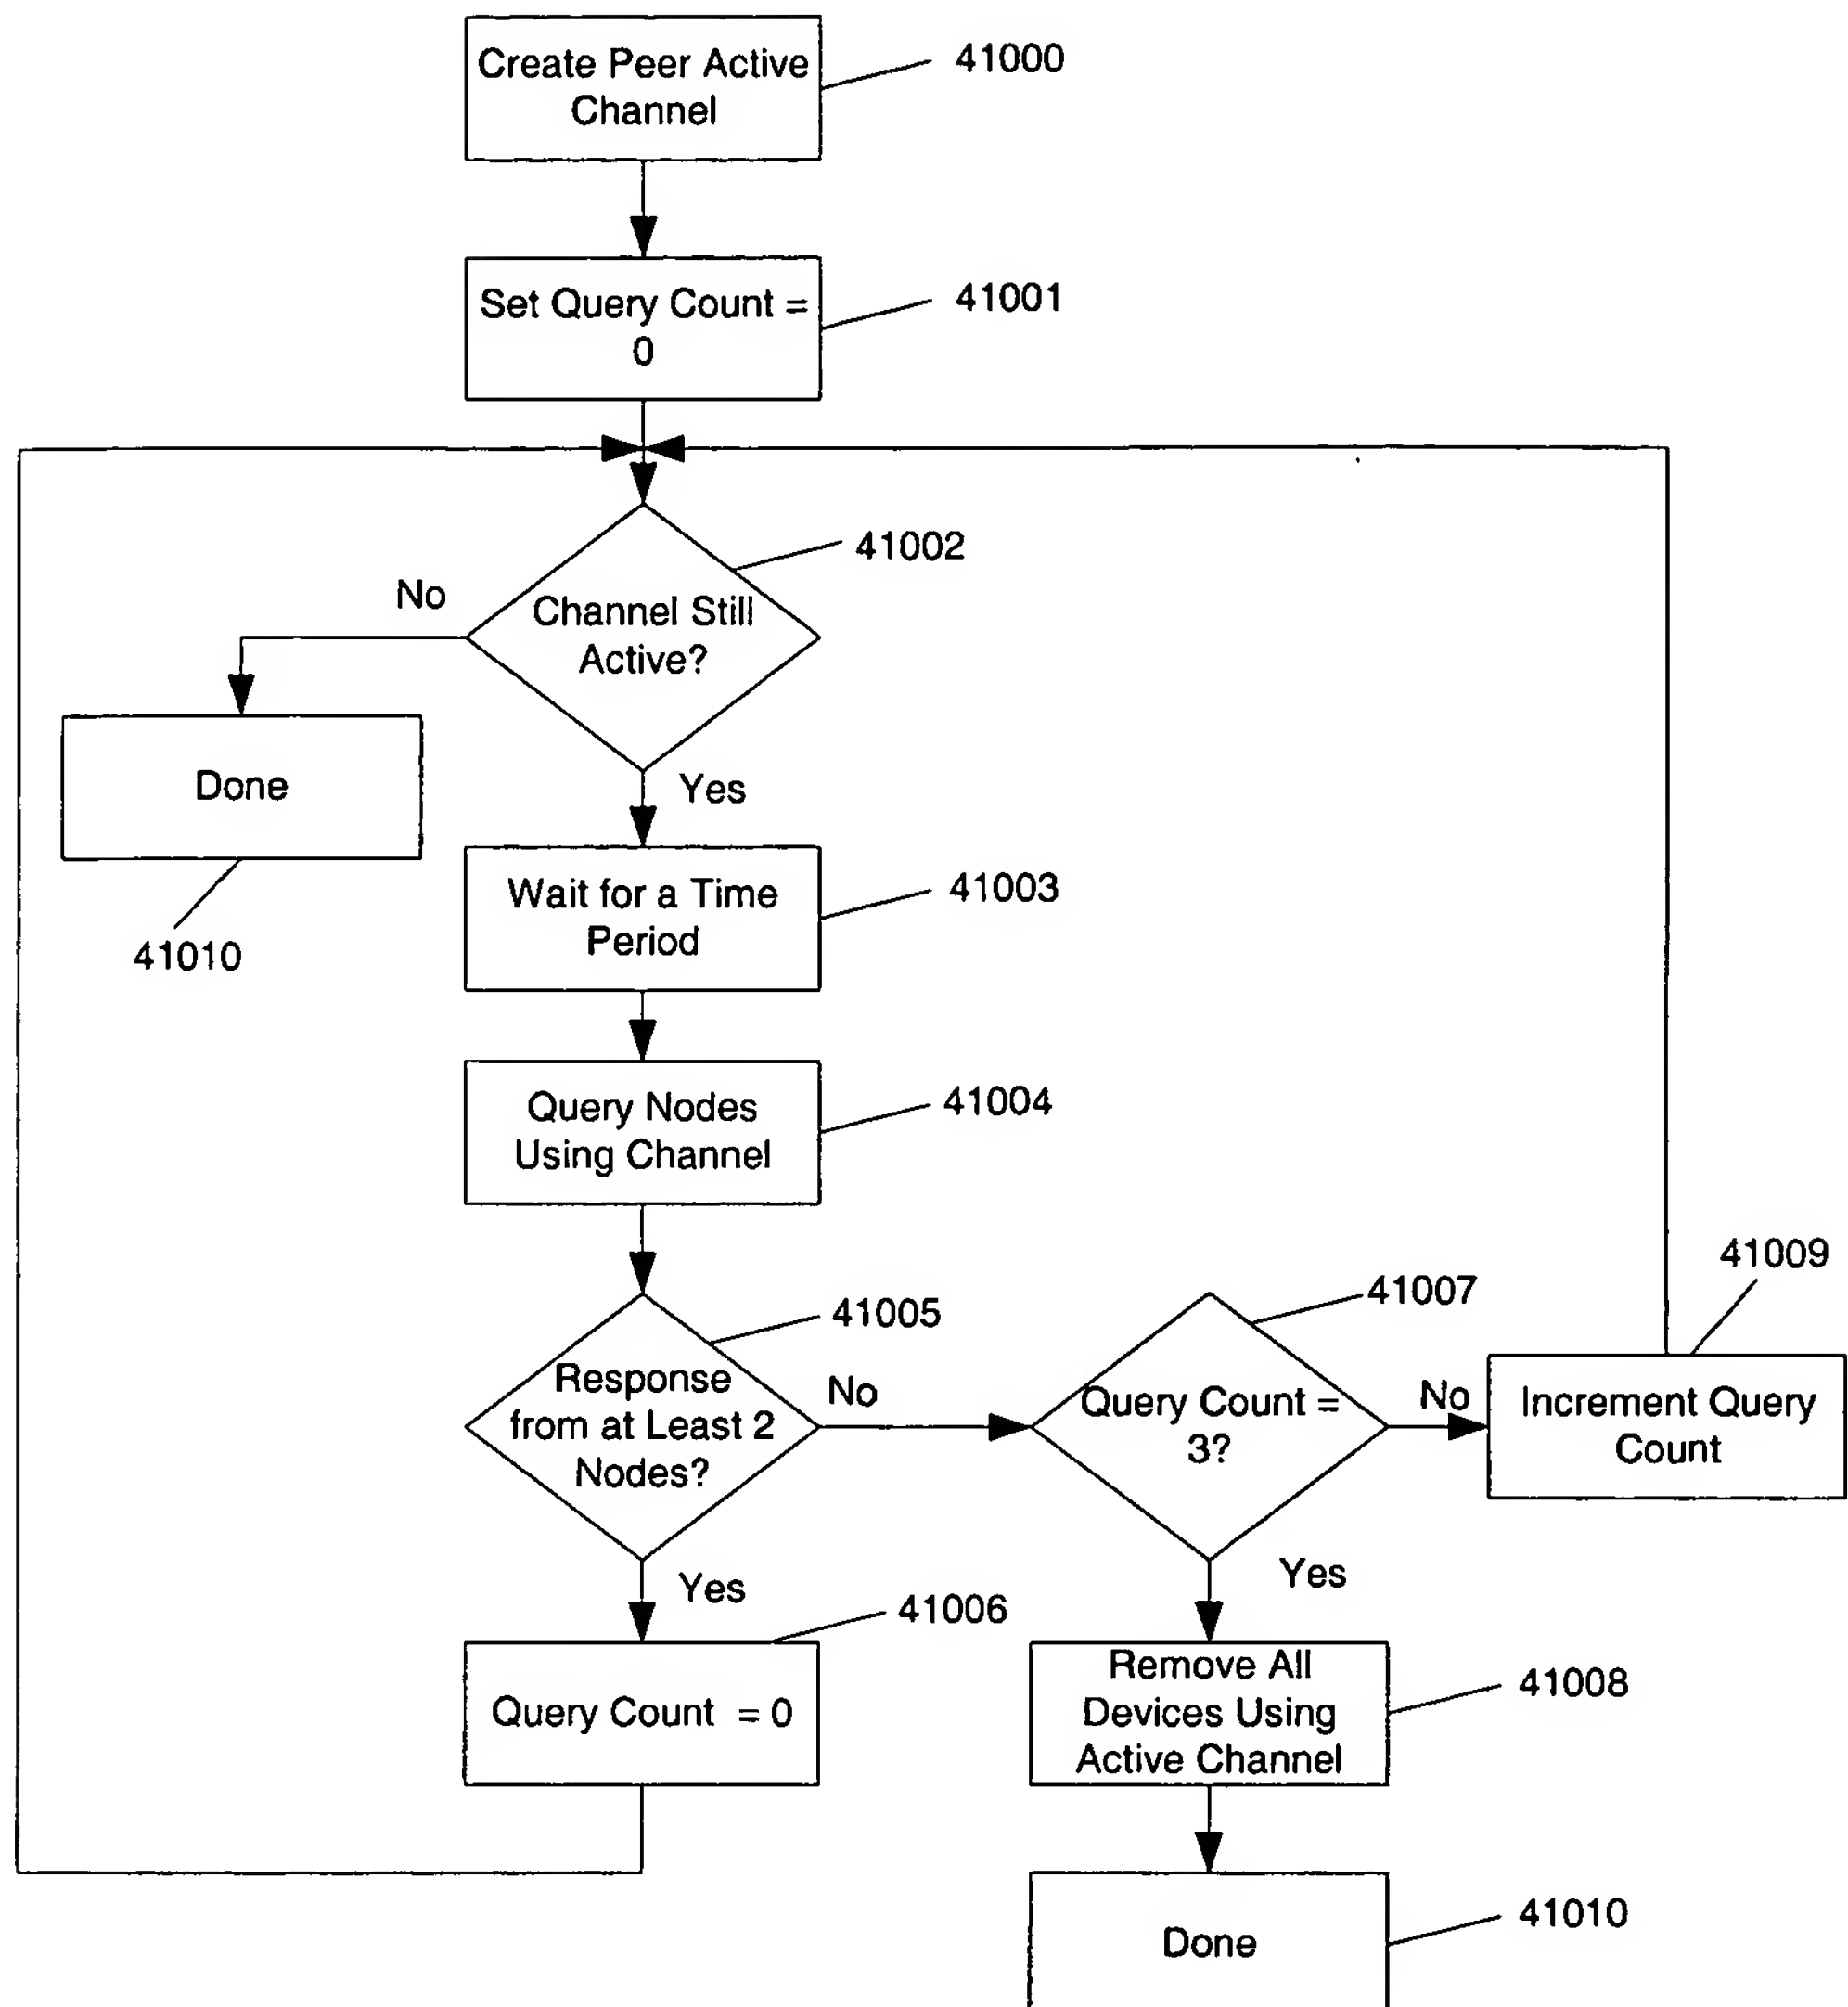 Create Peer Active
Channel
41000
Set Query Count =
0
41001
41002
No
Channel Still
Active?
Done
Yes
41010
Wait for a Time
Period
41003
Query Nodes
Using Channel
41004
41005
Response
from at Least 2
Nodes?
No
41007
Query Count =
3?
No
41009
Increment Query
Count
Yes
Yes
41006
Query Count = 0
Remove All
Devices Using
Active Channel
41008
Done
41010